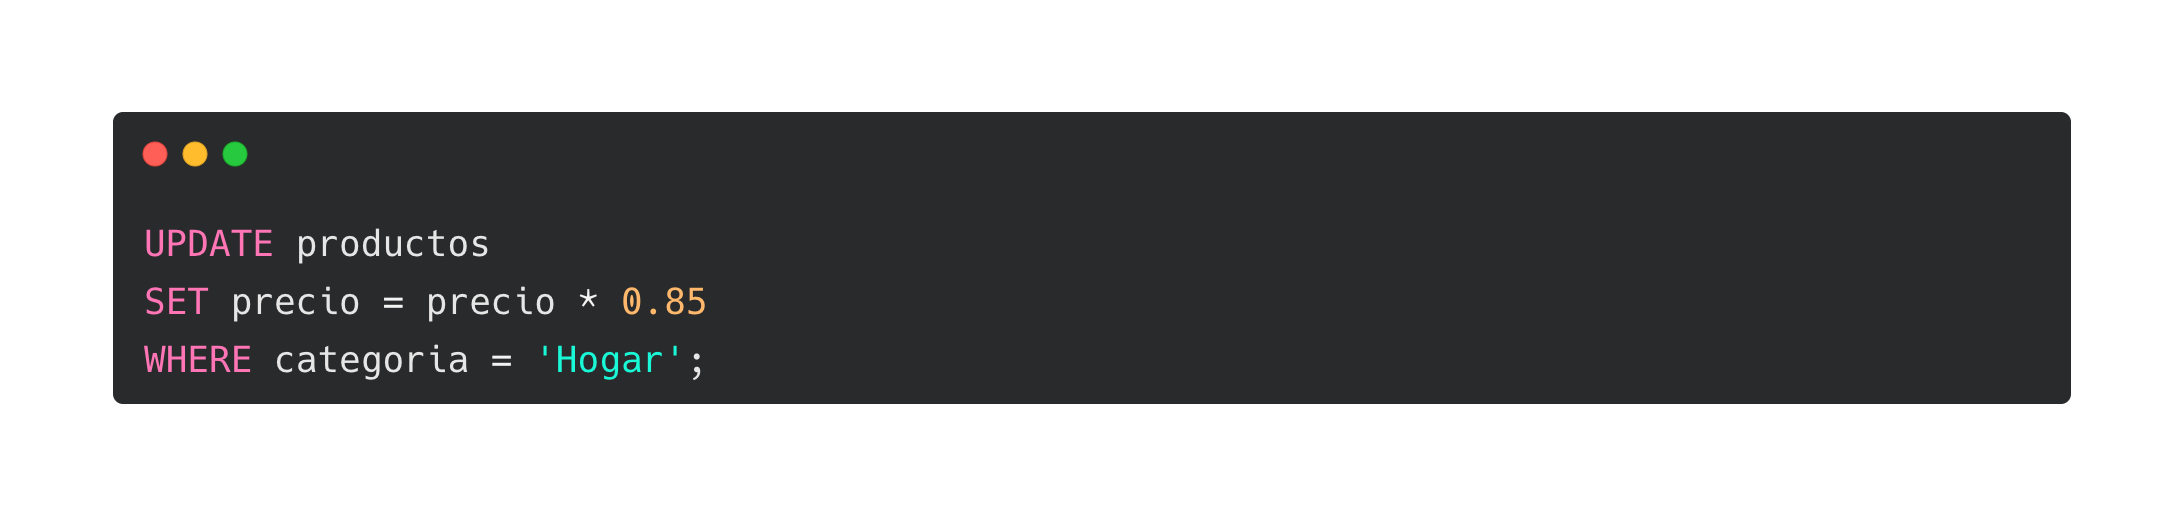 UPDATE productos
SET precio = precio * 0.85
WHERE categoria = 'Hogar';